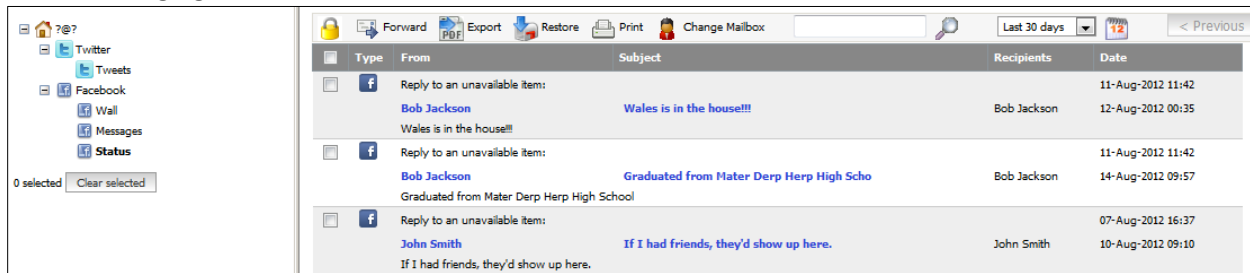 ?@?
Twitter
Tweets
Facebook
Wall
Messages
Status
0 selected Clear selected
Forward PDF Export Restore Print Change Mailbox Last 30 days 12 < Previous
Type From Subject Recipients Date
Reply to an unavailable item: 11-Aug-2012 11:42
Bob Jackson Wales is in the house!!! Bob Jackson 12-Aug-2012 00:35
Wales is in the house!!!
Reply to an unavailable item: 11-Aug-2012 11:42
Bob Jackson Graduated from Mater Derp Herp High Scho Bob Jackson 14-Aug-2012 09:57
Graduated from Mater Derp Herp High School
Reply to an unavailable item: 07-Aug-2012 16:37
John Smith If I had friends, they'd show up here. John Smith 10-Aug-2012 09:10
If I had friends, they'd show up here.